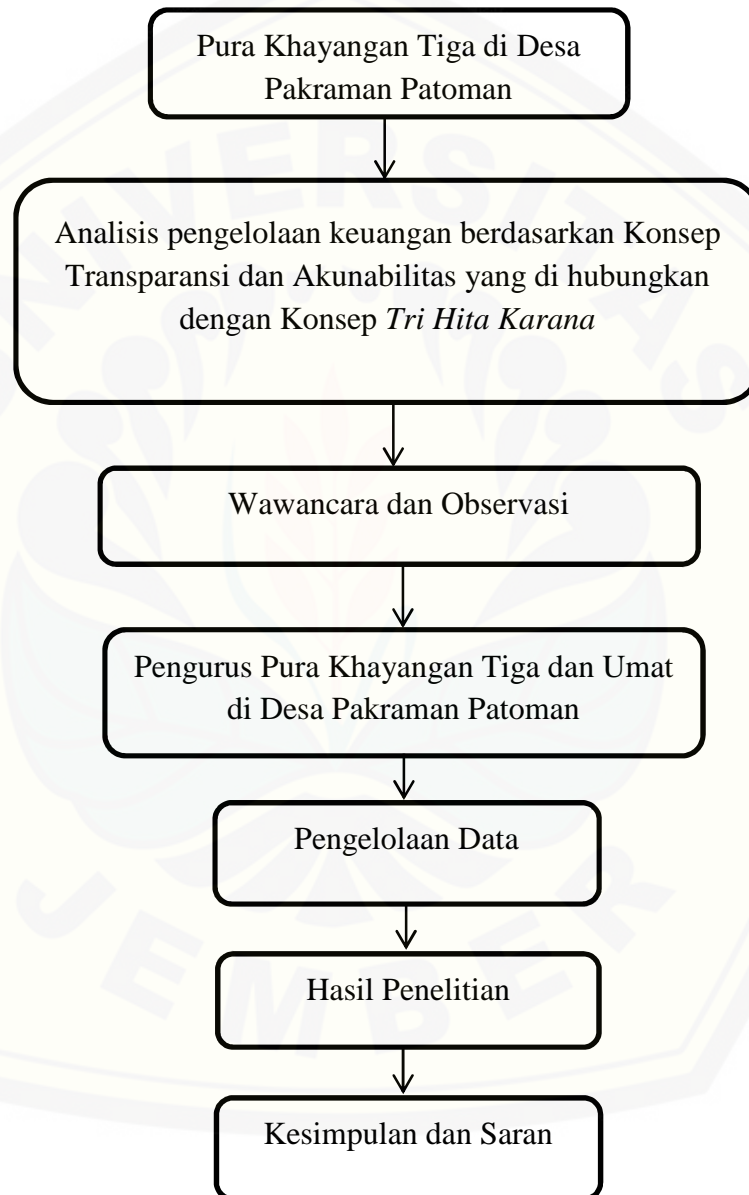 Pura Khayangan Tiga di Desa
Pakraman Patoman
Analisis pengelolaan keuangan berdasarkan Konsep
Transparansi dan Akunabilitas yang di hubungkan
dengan Konsep Tri Hita Karana
Wawancara dan Observasi
Pengurus Pura Khayangan Tiga dan Umat
di Desa Pakraman Patoman
Pengelolaan Data
Hasil Penelitian
Kesimpulan dan Saran
UNIVERSITAS
JEMBER